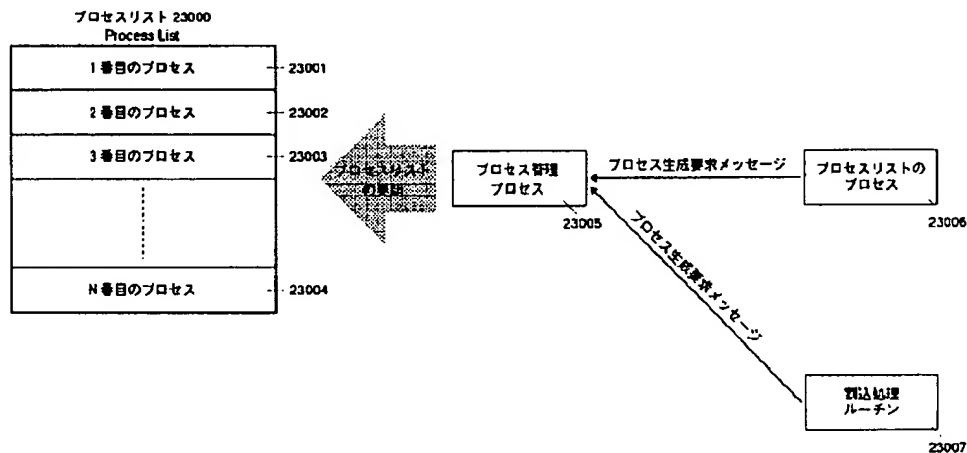 プロセスリスト 23000
Process List
1 番目のプロセス
23001
2 番目のプロセス
23002
3 番目のプロセス
23003
N 番目のプロセス
23004
プロセスリスト
の
プロセス管理
プロセス
23005
プロセス生成要求メッセージ
プロセスリストの
プロセス
23006
プロセス生成要求メッセージ
割込処理
ルーチン
23007